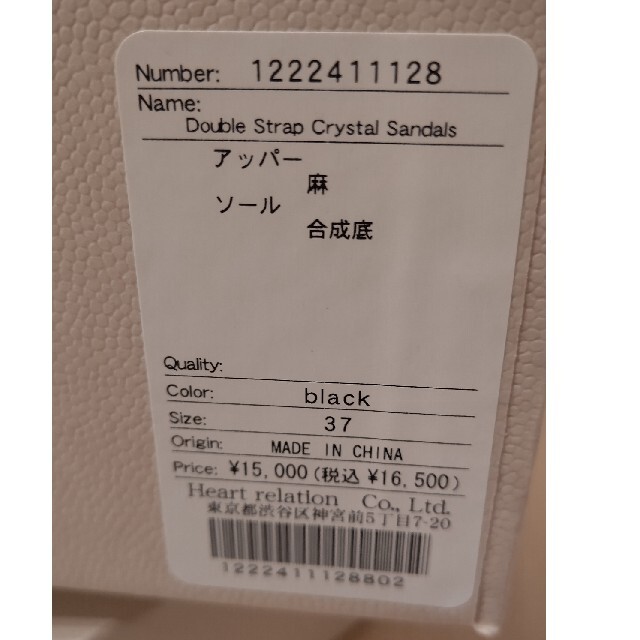 Number: 1222411128
Name:
Double Strap Crystal Sandals
アッパー
麻
ソール
合成底
Quality:
Color: black
Size: 37
Origin: MADE IN CHINA
Price: ¥15,000(税込 ¥16,500)
Heart relation Co., Ltd.
東京都渋谷区神宮前5丁目7-20
1222411128802